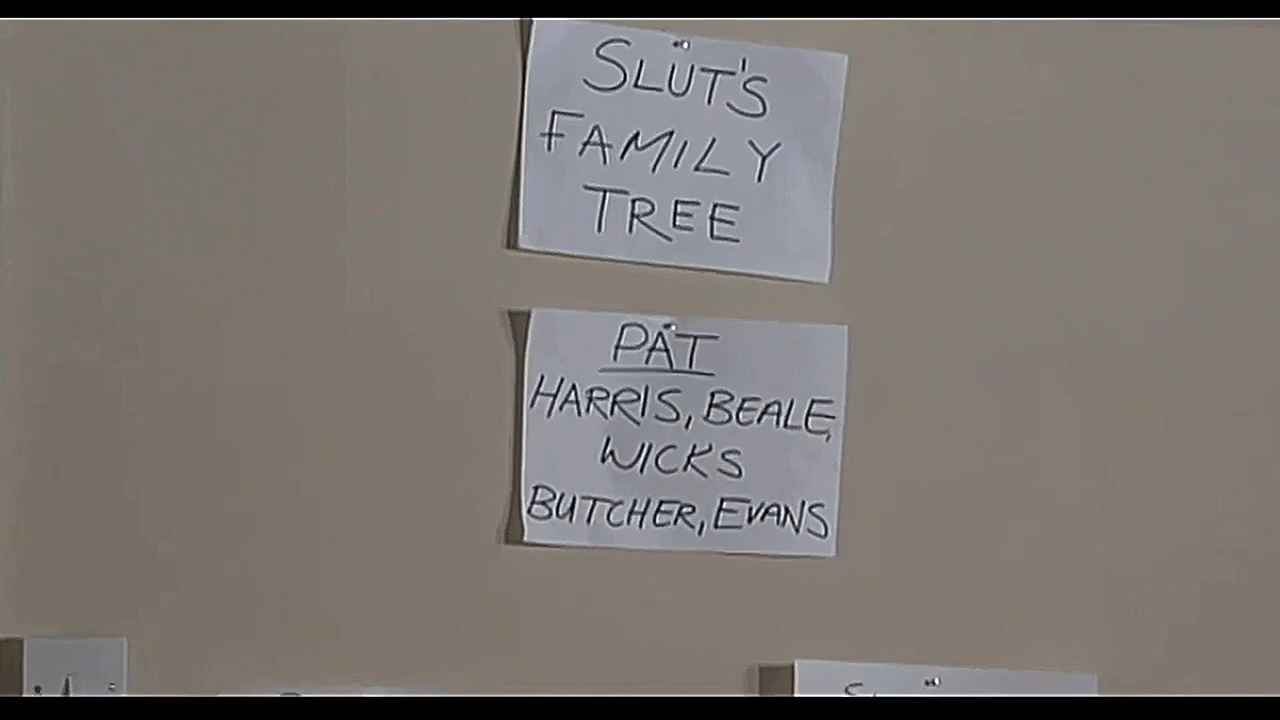 SLUT'S
FAMILY
TREE
PAT
HARRIS, BEALE,
WICKS
BUTCHER, EVANS